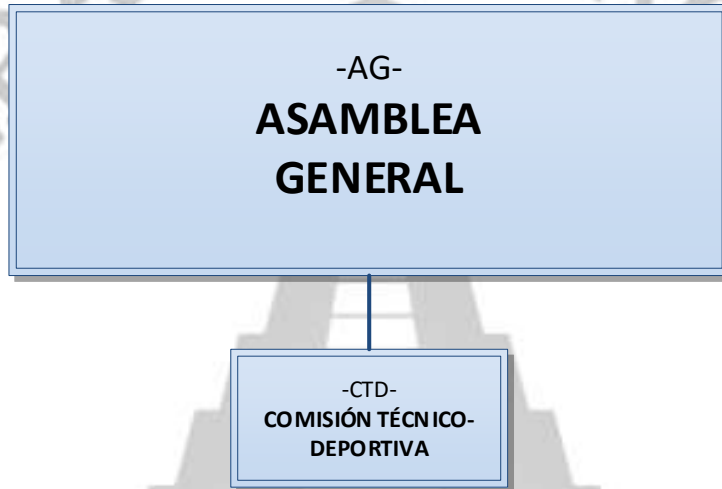 -AG-
ASAMBLEA
GENERAL
-CTD-
COMISIÓN TÉCNICO-
DEPORTIVA